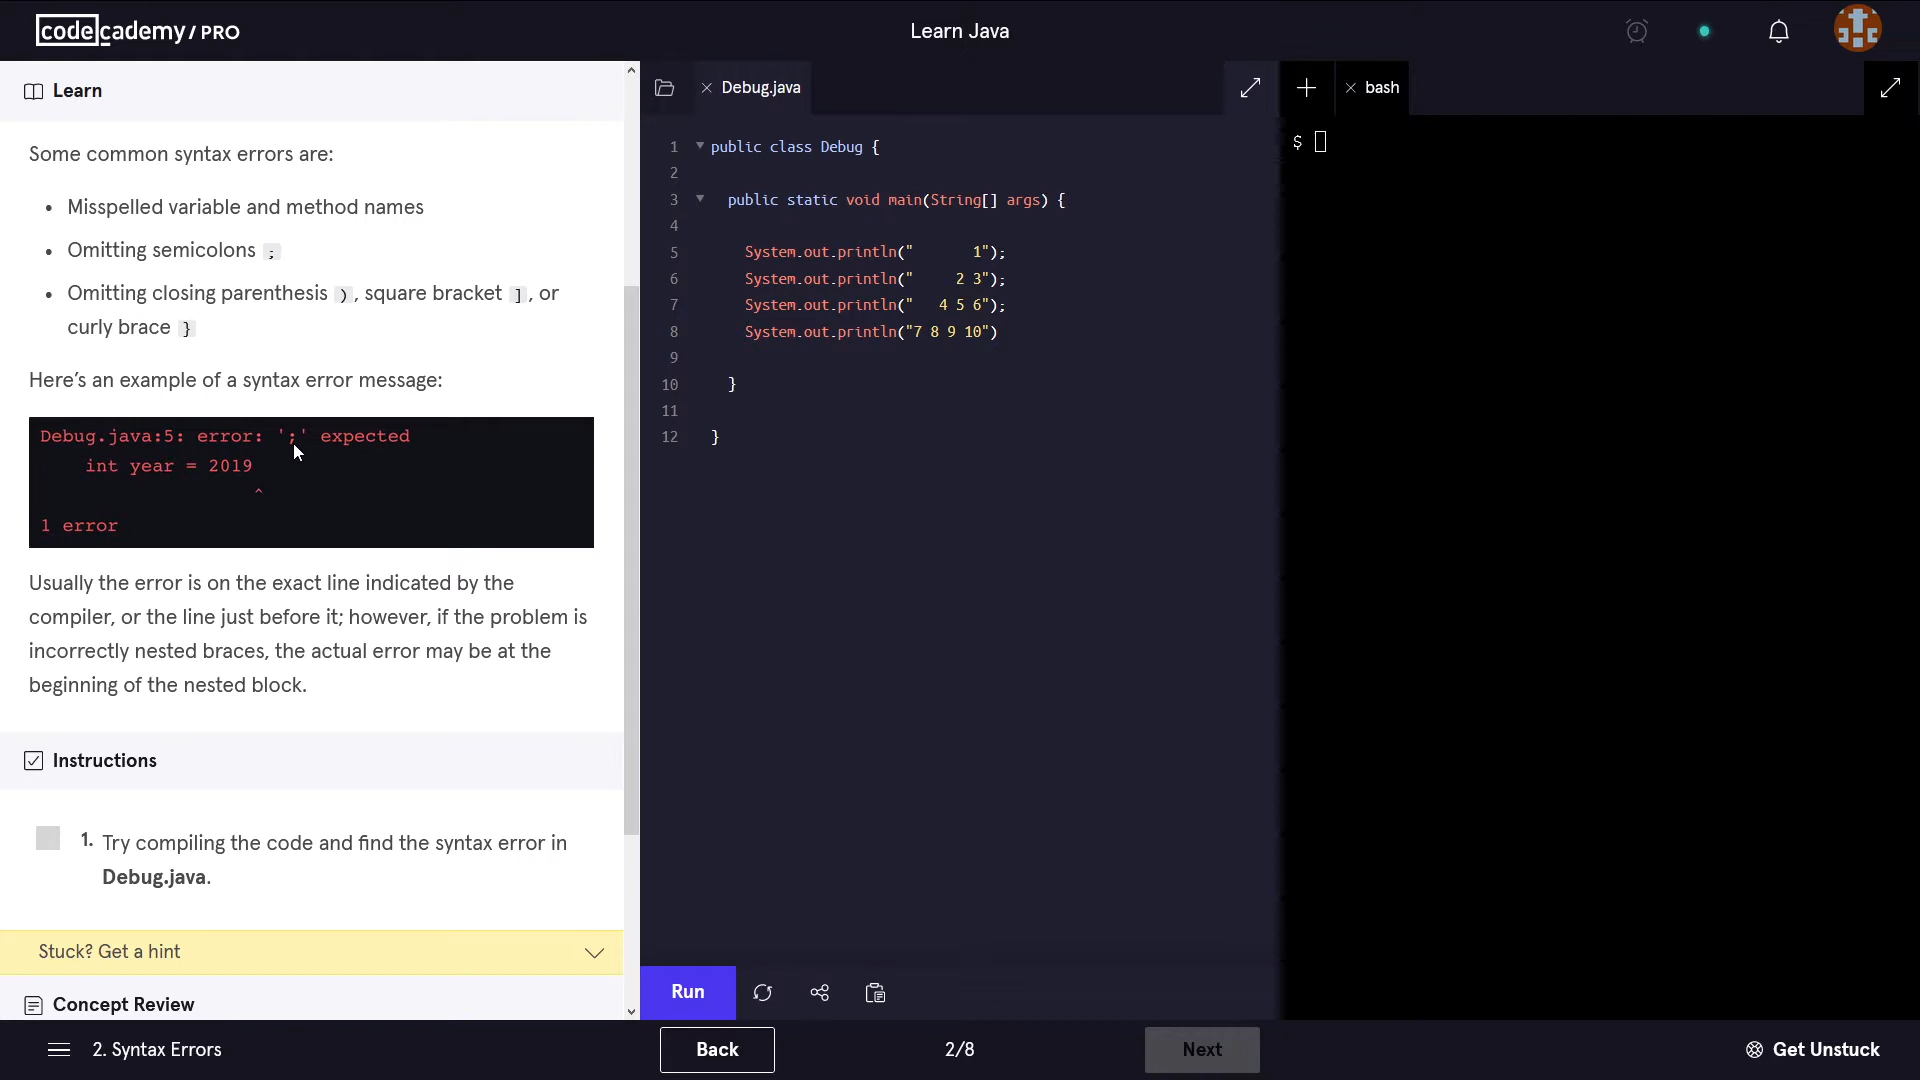 codecademy/PRO
Learn Java
Learn
Some common syntax errors are:
• Misspelled variable and method names
• Omitting semicolons ;
• Omitting closing parenthesis ), square bracket ], or
curly brace }
Here's an example of a syntax error message:
Debug.java:5: error: ';' expected
int year = 2019
^
1 error
Usually the error is on the exact line indicated by the
compiler, or the line just before it; however, if the problem is
incorrectly nested braces, the actual error may be at the
beginning of the nested block.
Instructions
1. Try compiling the code and find the syntax error in
Debug.java.
Stuck? Get a hint
Concept Review
Debug.java
1 public class Debug {
2
3   public static void main(String[] args) {
4
5     System.out.println("       1");
6     System.out.println("     2 3");
7     System.out.println("   4 5 6");
8     System.out.println("7 8 9 10")
9
10   }
11
12 }
Run
bash
$
2. Syntax Errors
Back
2/8
Next
Get Unstuck